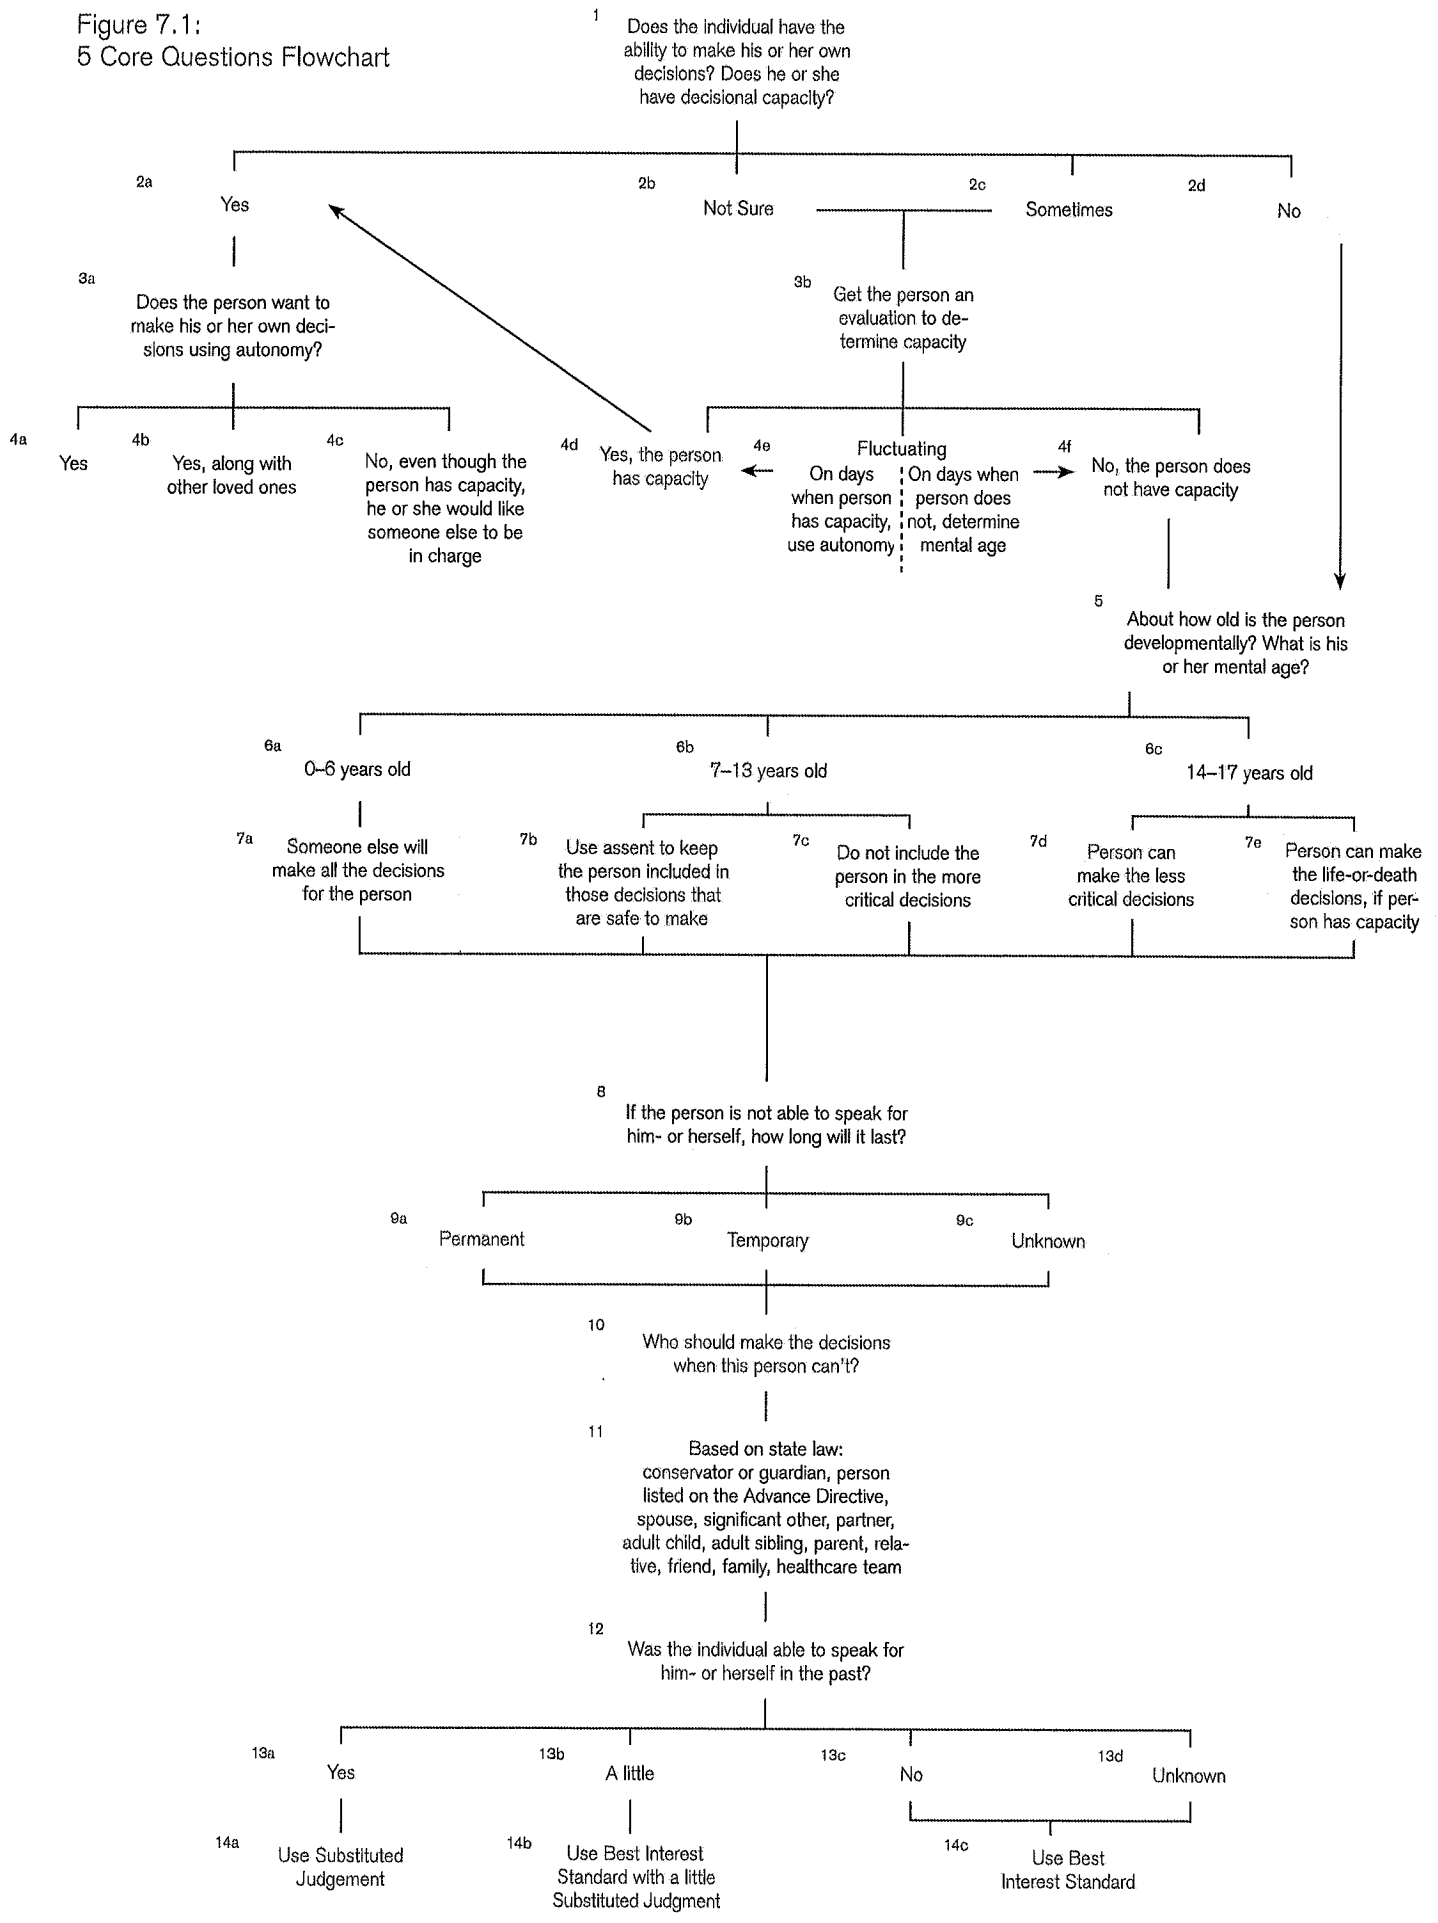 Figure 7.1:
5 Core Questions Flowchart
1
Does the individual have the
ability to make his or her own
decisions? Does he or she
have decisional capacity?
2a
Yes
2b
Not Sure
2c
Sometimes
2d
No
3a
Does the person want to
make his or her own deci-
sions using autonomy?
3b
Get the person an
evaluation to de-
termine capacity
4a
Yes
4b
Yes, along with
other loved ones
4c
No, even though the
person has capacity,
he or she would like
someone else to be
in charge
4d
Yes, the person
has capacity
4e
Fluctuating
On days
when person
has capacity,
use autonomy
On days when
person does
not, determine
mental age
4f
No, the person does
not have capacity
5
About how old is the person
developmentally? What is his
or her mental age?
6a
0–6 years old
6b
7–13 years old
6c
14–17 years old
7a
Someone else will
make all the decisions
for the person
7b
Use assent to keep
the person included in
those decisions that
are safe to make
7c
Do not include the
person in the more
critical decisions
7d
Person can
make the less
critical decisions
7e
Person can make
the life-or-death
decisions, if per-
son has capacity
8
If the person is not able to speak for
him- or herself, how long will it last?
9a
Permanent
9b
Temporary
9c
Unknown
10
Who should make the decisions
when this person can't?
11
Based on state law:
conservator or guardian, person
listed on the Advance Directive,
spouse, significant other, partner,
adult child, adult sibling, parent, rela-
tive, friend, family, healthcare team
12
Was the individual able to speak for
him- or herself in the past?
13a
Yes
13b
A little
13c
No
13d
Unknown
14a
Use Substituted
Judgement
14b
Use Best Interest
Standard with a little
Substituted Judgment
14c
Use Best
Interest Standard